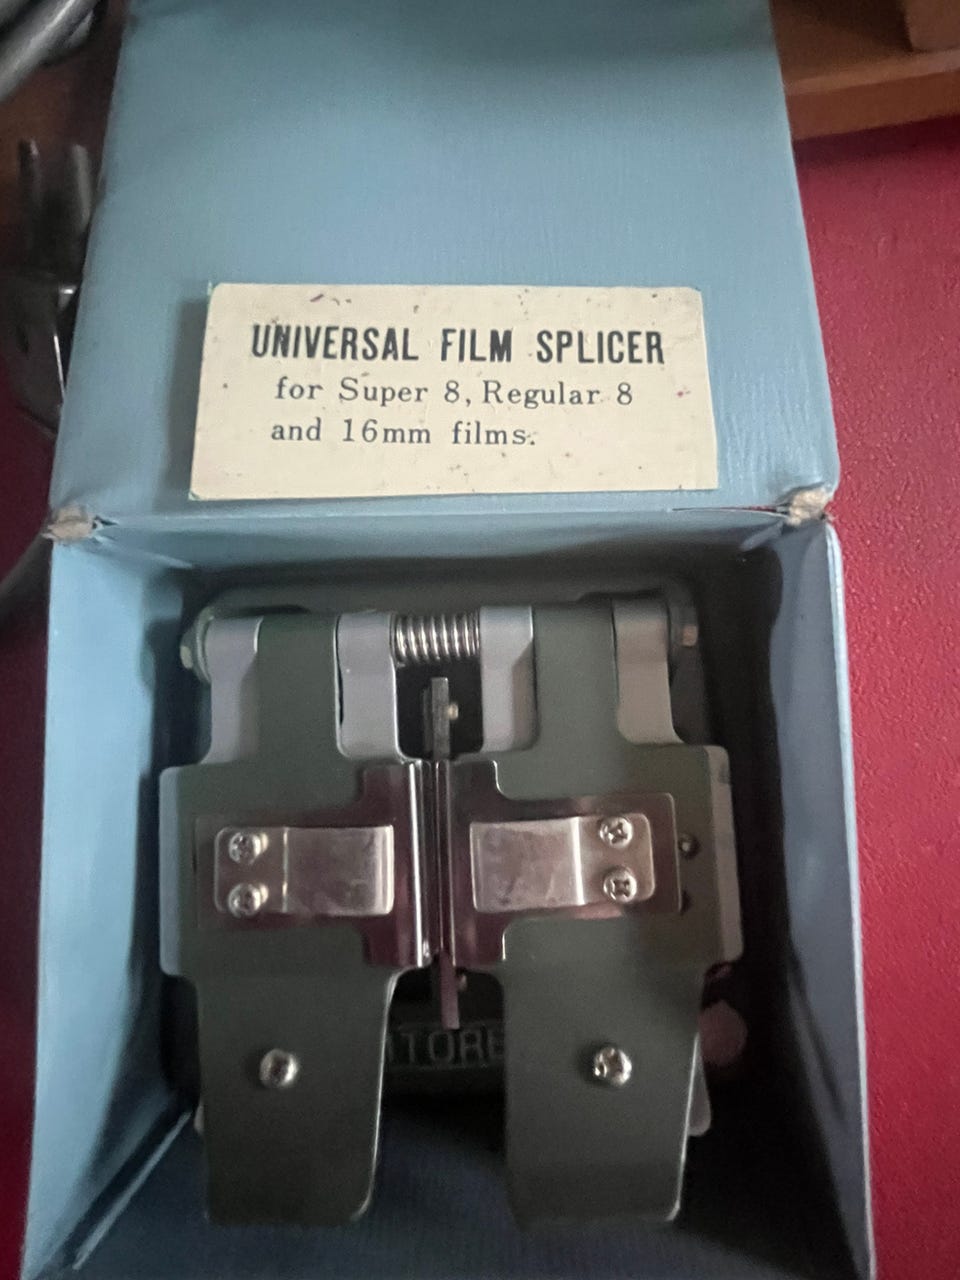 UNIVERSAL FILM SPLICER
for Super 8, Regular 8
and 16mm films.